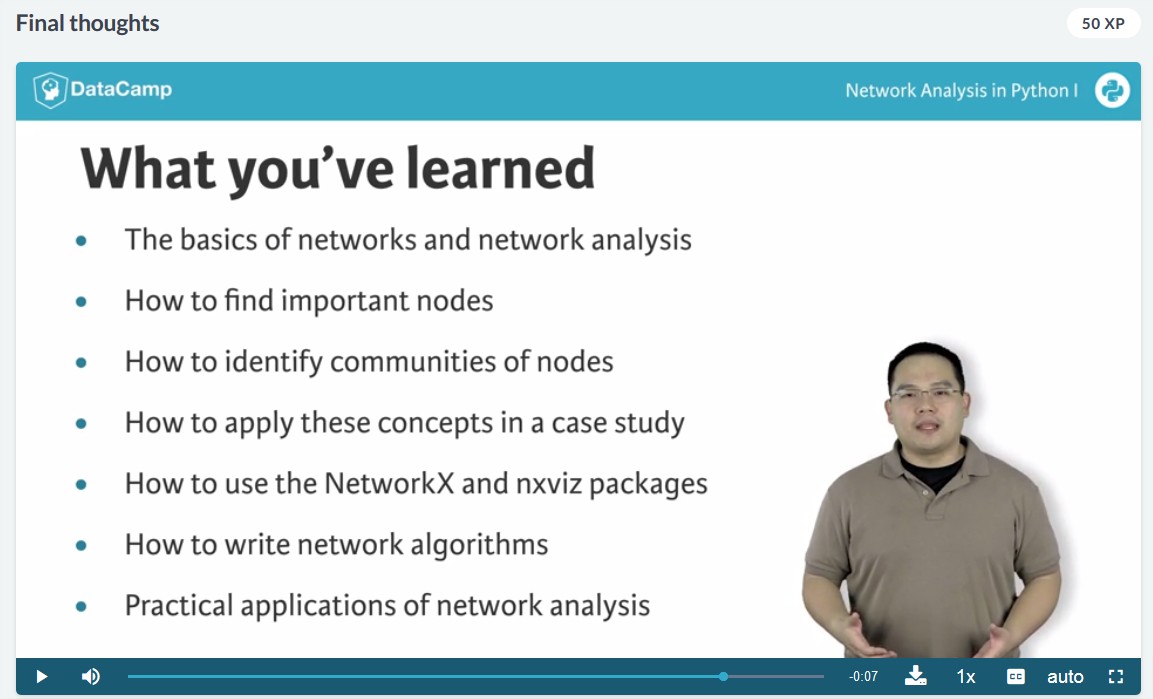 Final thoughts
50 XP
DataCamp
Network Analysis in Python I
What you’ve learned
• The basics of networks and network analysis
• How to find important nodes
• How to identify communities of nodes
• How to apply these concepts in a case study
• How to use the NetworkX and nxviz packages
• How to write network algorithms
• Practical applications of network analysis
-0:07
1x
CC
auto